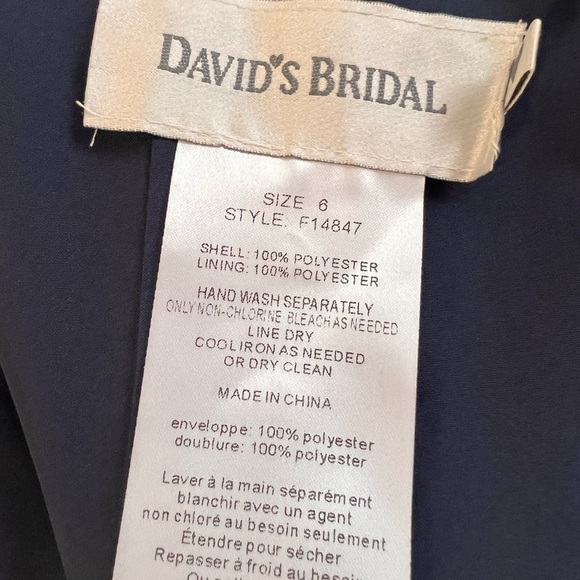 DAVID'S BRIDAL
SIZE 6
STYLE: F14847
SHELL: 100% POLYESTER
LINING: 100% POLYESTER
HAND WASH SEPARATELY
ONLY NON-CHLORINE BLEACH AS NEEDED
LINE DRY
COOL IRON AS NEEDED
OR DRY CLEAN
MADE IN CHINA
enveloppe: 100% polyester
doublure: 100% polyester
Laver à la main séparément
blanchir avec un agent
non chloré au besoin seulement
Étendre pour sécher
Repasser à froid au besoin
Ou